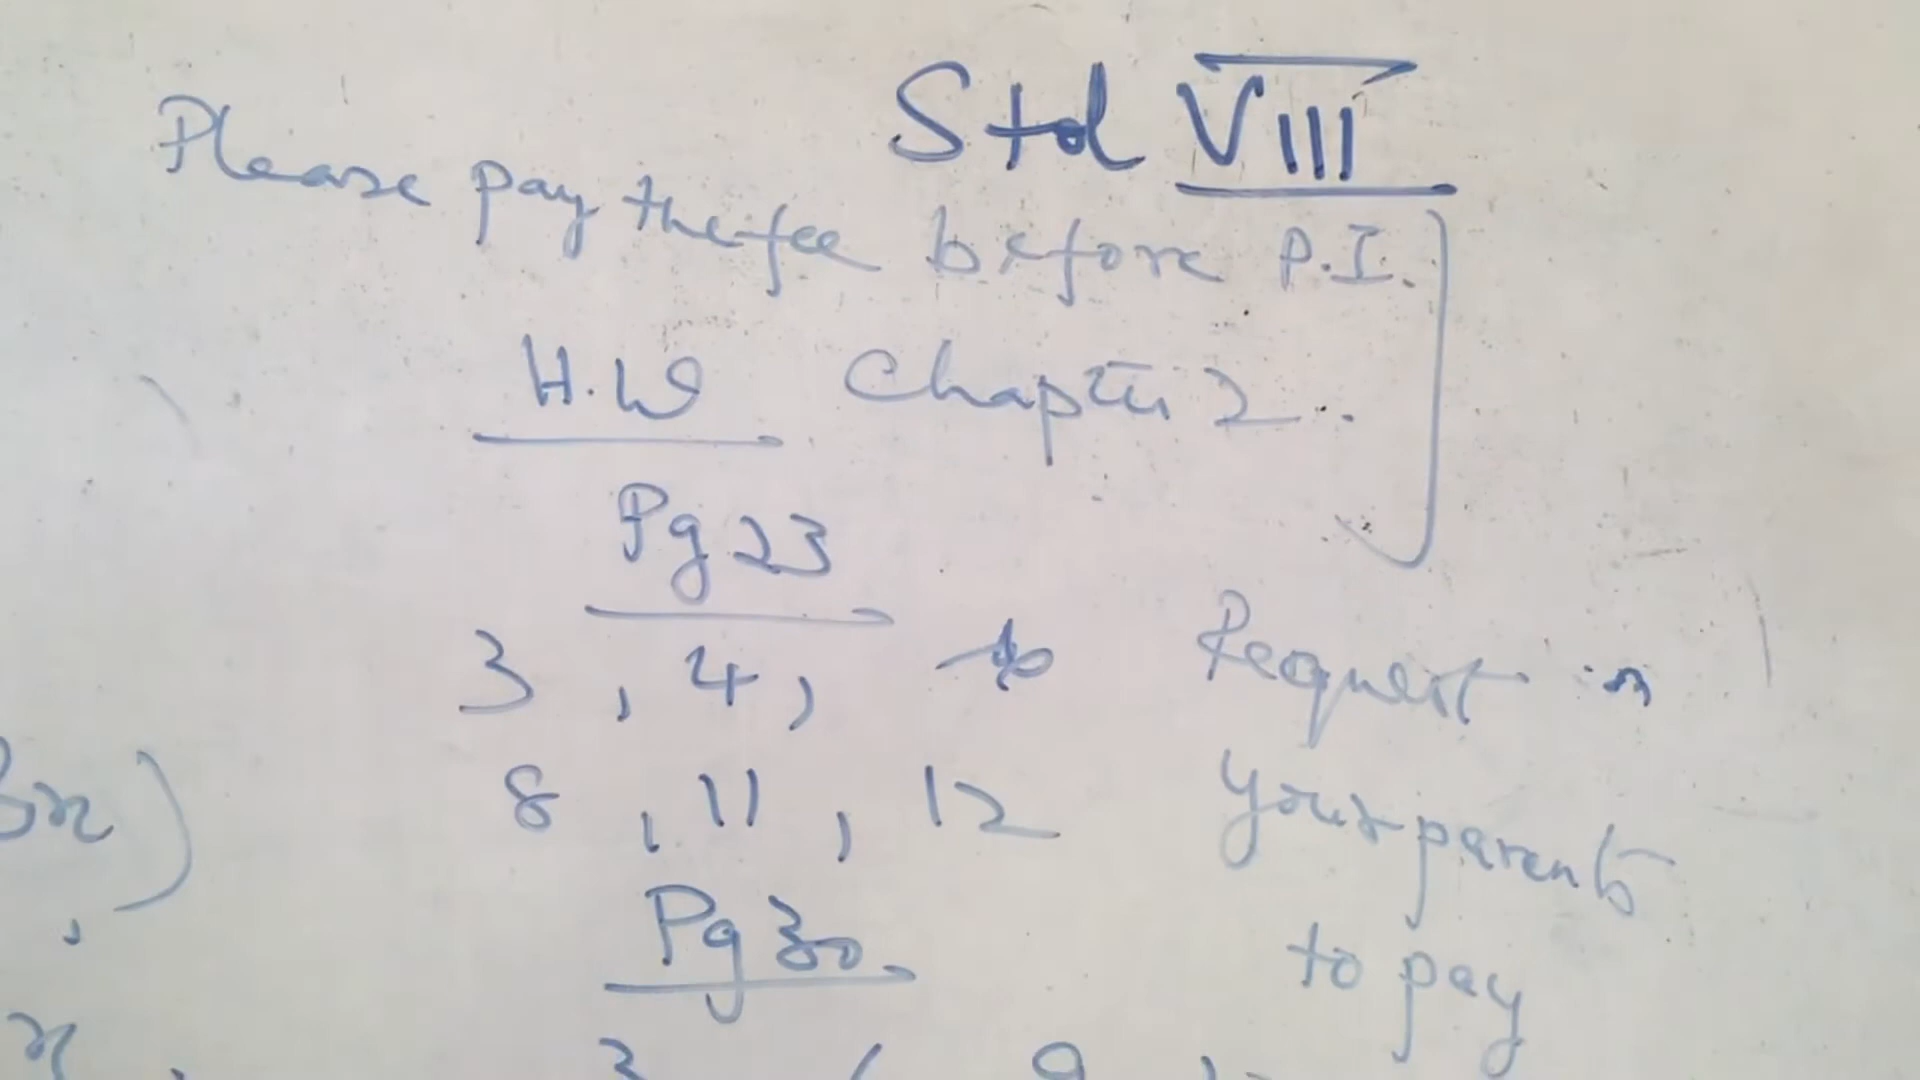 Std VIII
Please pay the fee before P.I.
H.W Chapter 2.
Pg 23
3, 4,
8, 11, 12
Pg 30
Request
your parents
to pay
3x)
x